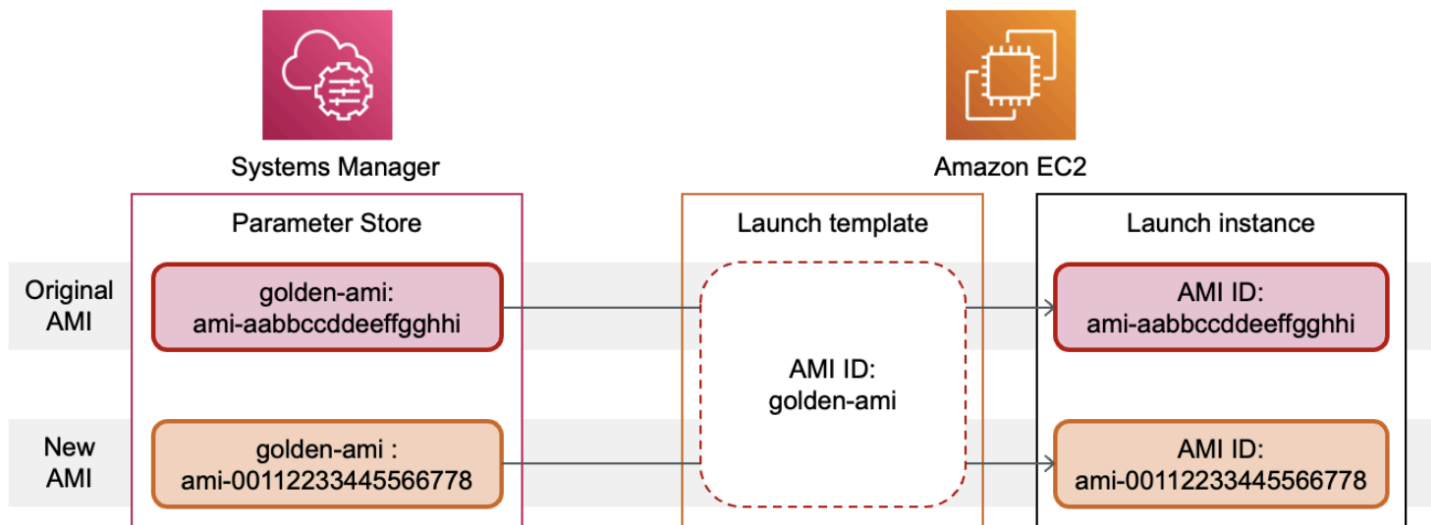 Systems Manager
Amazon EC2
Parameter Store
Launch template
Launch instance
Original
AMI
golden-ami:
ami-aabbccddeeffgghhi
AMI ID:
golden-ami
AMI ID:
ami-aabbccddeeffgghhi
New
AMI
golden-ami :
ami-00112233445566778
AMI ID:
ami-00112233445566778